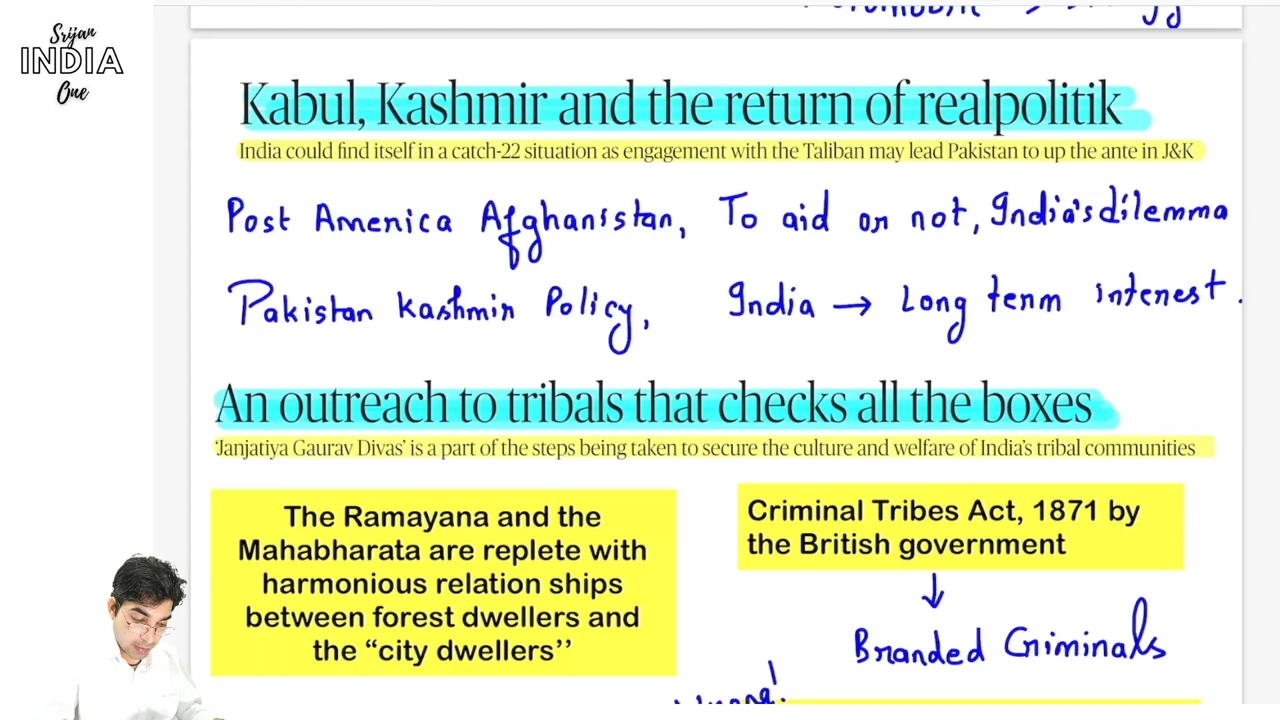 Srijan
INDIA
One
Kabul, Kashmir and the return of realpolitik
India could find itself in a catch-22 situation as engagement with the Taliban may lead Pakistan to up the ante in J&K
Post America Afghanistan, To aid or not, India's dilemma
Pakistan Kashmir Policy, India → Long term interest.
An outreach to tribals that checks all the boxes
'Janjatiya Gaurav Divas' is a part of the steps being taken to secure the culture and welfare of India's tribal communities
The Ramayana and the
Mahabharata are replete with
harmonious relation ships
between forest dwellers and
the "city dwellers''
Criminal Tribes Act, 1871 by
the British government
↓
Branded Criminals